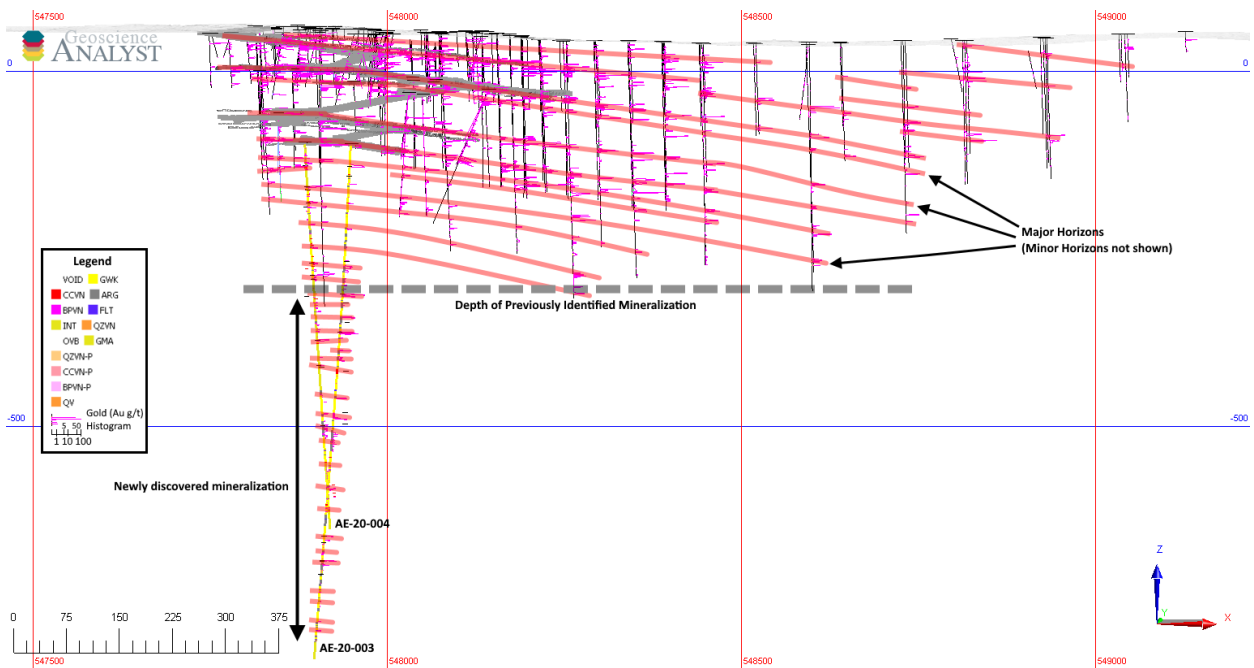 547500
548000
548500
549000
Geoscience
ANALYST
0
0
Major Horizons
(Minor Horizons not shown)
Legend
VOID GWK
CCVN ARG
BPVN FLT
INT QZVN
OVB GMA
QZVN-P
CCVN-P
BPVN-P
QV
Gold (Au g/t)
5 50 Histogram
1 10 100
Depth of Previously Identified Mineralization
-500
-500
Newly discovered mineralization
AE-20-004
AE-20-003
0 75 150 225 300 375
Z
Y
X
547500
548000
548500
549000